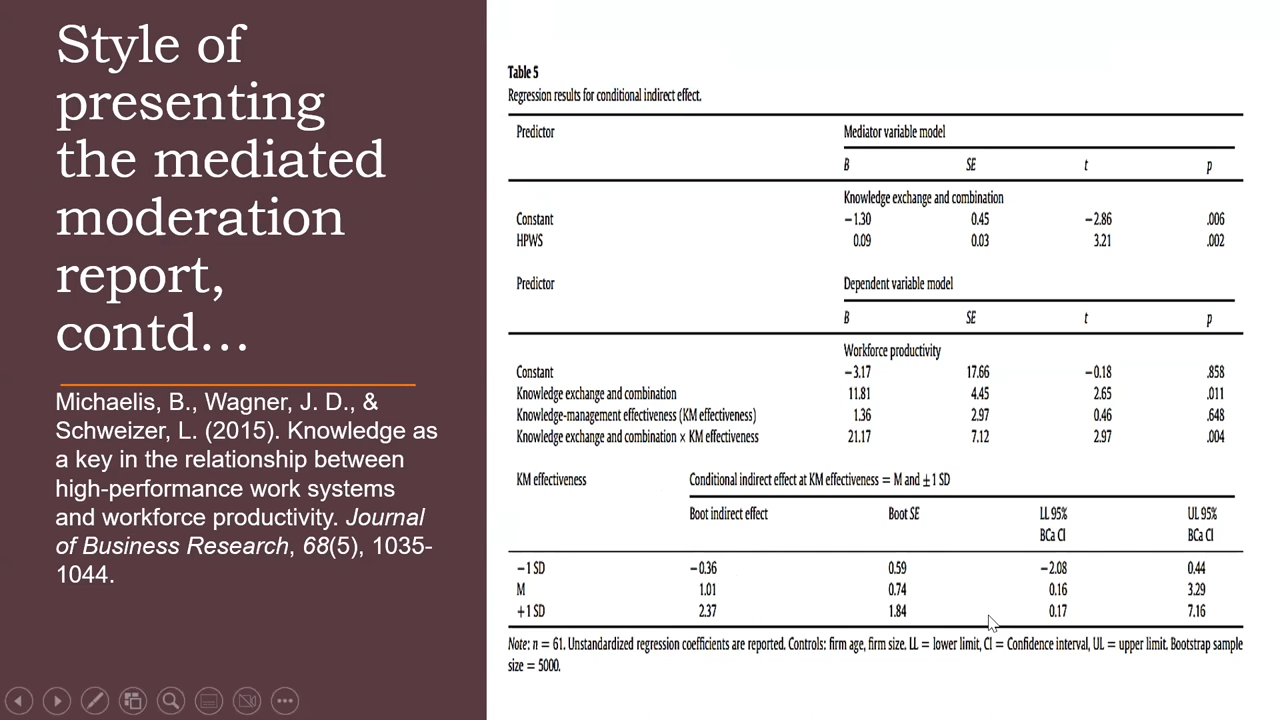 Style of
presenting
the mediated
moderation
report,
contd…
Michaelis, B., Wagner, J. D., &
Schweizer, L. (2015). Knowledge as
a key in the relationship between
high-performance work systems
and workforce productivity. Journal
of Business Research, 68(5), 1035-
1044.
Table 5
Regression results for conditional indirect effect.
Predictor Mediator variable model
B SE t p
Knowledge exchange and combination
Constant −1.30 0.45 −2.86 .006
HPWS 0.09 0.03 3.21 .002
Predictor Dependent variable model
B SE t p
Workforce productivity
Constant −3.17 17.66 −0.18 .858
Knowledge exchange and combination 11.81 4.45 2.65 .011
Knowledge-management effectiveness (KM effectiveness) 1.36 2.97 0.46 .648
Knowledge exchange and combination × KM effectiveness 21.17 7.12 2.97 .004
KM effectiveness Conditional indirect effect at KM effectiveness = M and ±1 SD
Boot indirect effect Boot SE LL 95% UL 95%
BCa CI BCa CI
−1 SD −0.36 0.59 −2.08 0.44
M 1.01 0.74 0.16 3.29
+1 SD 2.37 1.84 0.17 7.16
Note: n = 61. Unstandardized regression coefficients are reported. Controls: firm age, firm size. LL = lower limit, CI = Confidence interval, UL = upper limit. Bootstrap sample
size = 5000.